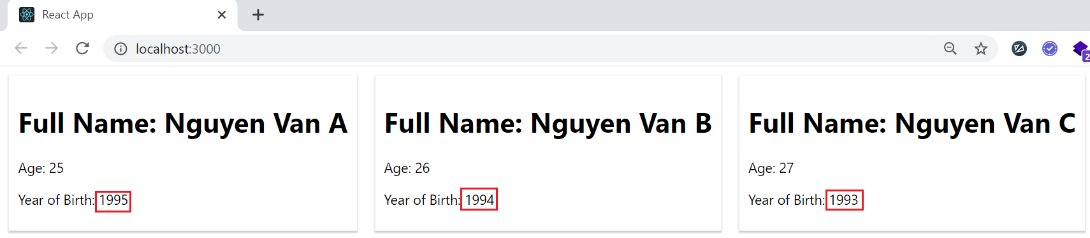 React App
localhost:3000
Full Name: Nguyen Van A
Age: 25
Year of Birth: 1995
Full Name: Nguyen Van B
Age: 26
Year of Birth: 1994
Full Name: Nguyen Van C
Age: 27
Year of Birth: 1993
2